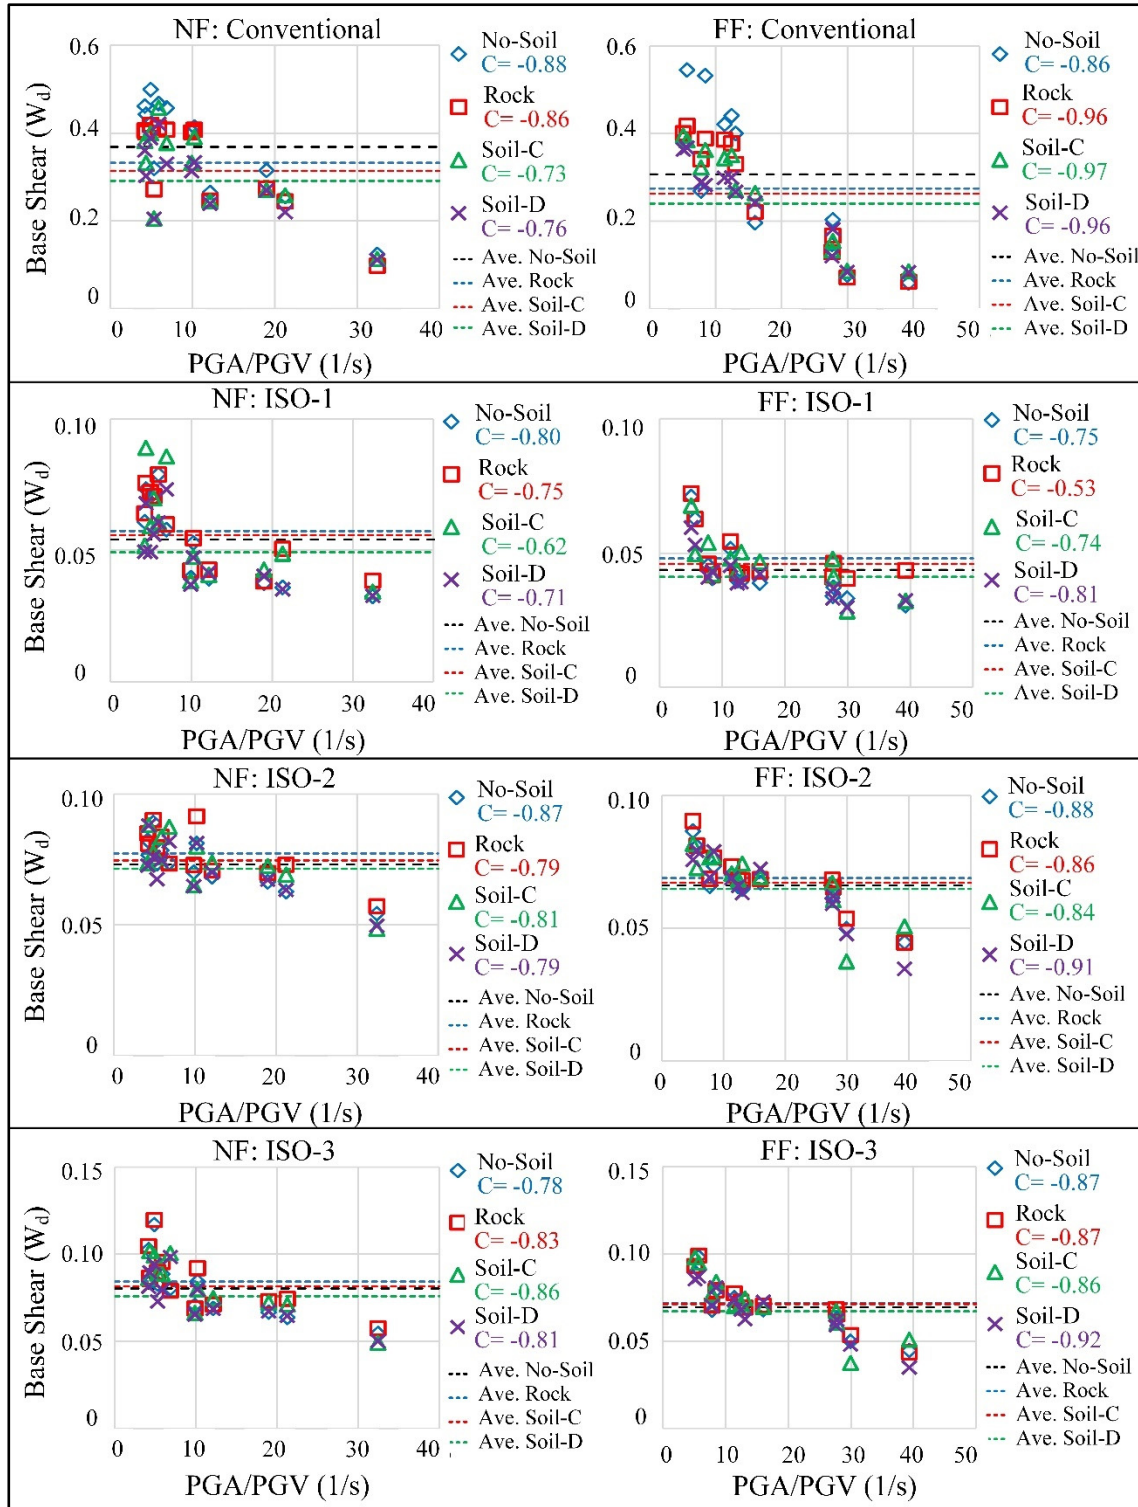 NF: Conventional
0.6
0.4
0.2
0
Base Shear (Wd)
0 10 20 30 40
PGA/PGV (1/s)
No-Soil
C= -0.88
Rock
C= -0.86
Soil-C
C= -0.73
Soil-D
C= -0.76
Ave. No-Soil
Ave. Rock
Ave. Soil-C
Ave. Soil-D
FF: Conventional
0.6
0.4
0.2
0
0 10 20 30 40 50
PGA/PGV (1/s)
No-Soil
C= -0.86
Rock
C= -0.96
Soil-C
C= -0.97
Soil-D
C= -0.96
Ave. No-Soil
Ave. Rock
Ave. Soil-C
Ave. Soil-D
NF: ISO-1
0.10
0.05
0
Base Shear (Wd)
0 10 20 30 40
PGA/PGV (1/s)
No-Soil
C= -0.80
Rock
C= -0.75
Soil-C
C= -0.62
Soil-D
C= -0.71
Ave. No-Soil
Ave. Rock
Ave. Soil-C
Ave. Soil-D
FF: ISO-1
0.10
0.05
0
0 10 20 30 40 50
PGA/PGV (1/s)
No-Soil
C= -0.75
Rock
C= -0.53
Soil-C
C= -0.74
Soil-D
C= -0.81
Ave. No-Soil
Ave. Rock
Ave. Soil-C
Ave. Soil-D
NF: ISO-2
0.10
0.05
0
Base Shear (Wd)
0 10 20 30 40
PGA/PGV (1/s)
No-Soil
C= -0.87
Rock
C= -0.79
Soil-C
C= -0.81
Soil-D
C= -0.79
Ave. No-Soil
Ave. Rock
Ave. Soil-C
Ave. Soil-D
FF: ISO-2
0.10
0.05
0
0 10 20 30 40 50
PGA/PGV (1/s)
No-Soil
C= -0.88
Rock
C= -0.86
Soil-C
C= -0.84
Soil-D
C= -0.91
Ave. No-Soil
Ave. Rock
Ave. Soil-C
Ave. Soil-D
NF: ISO-3
0.15
0.10
0.05
0
Base Shear (Wd)
0 10 20 30 40
PGA/PGV (1/s)
No-Soil
C= -0.78
Rock
C= -0.83
Soil-C
C= -0.86
Soil-D
C= -0.81
Ave. No-Soil
Ave. Rock
Ave. Soil-C
Ave. Soil-D
FF: ISO-3
0.15
0.10
0.05
0
0 10 20 30 40 50
PGA/PGV (1/s)
No-Soil
C= -0.87
Rock
C= -0.87
Soil-C
C= -0.86
Soil-D
C= -0.92
Ave. No-Soil
Ave. Rock
Ave. Soil-C
Ave. Soil-D